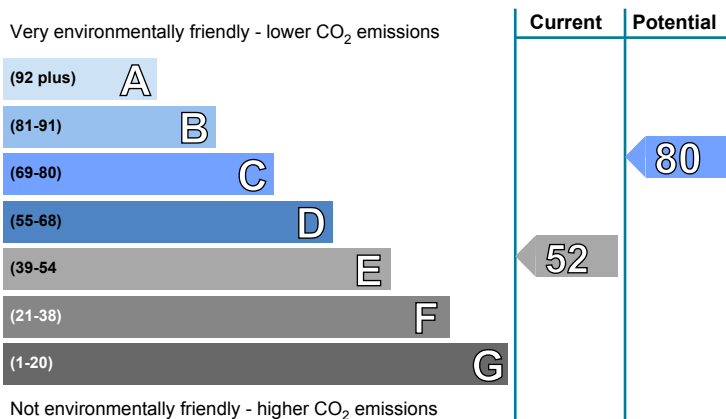 Current Potential
Very environmentally friendly - lower CO2 emissions
(92 plus) A
(81-91) B
(69-80) C
80
(55-68) D
(39-54 E
52
(21-38) F
(1-20) G
Not environmentally friendly - higher CO2 emissions